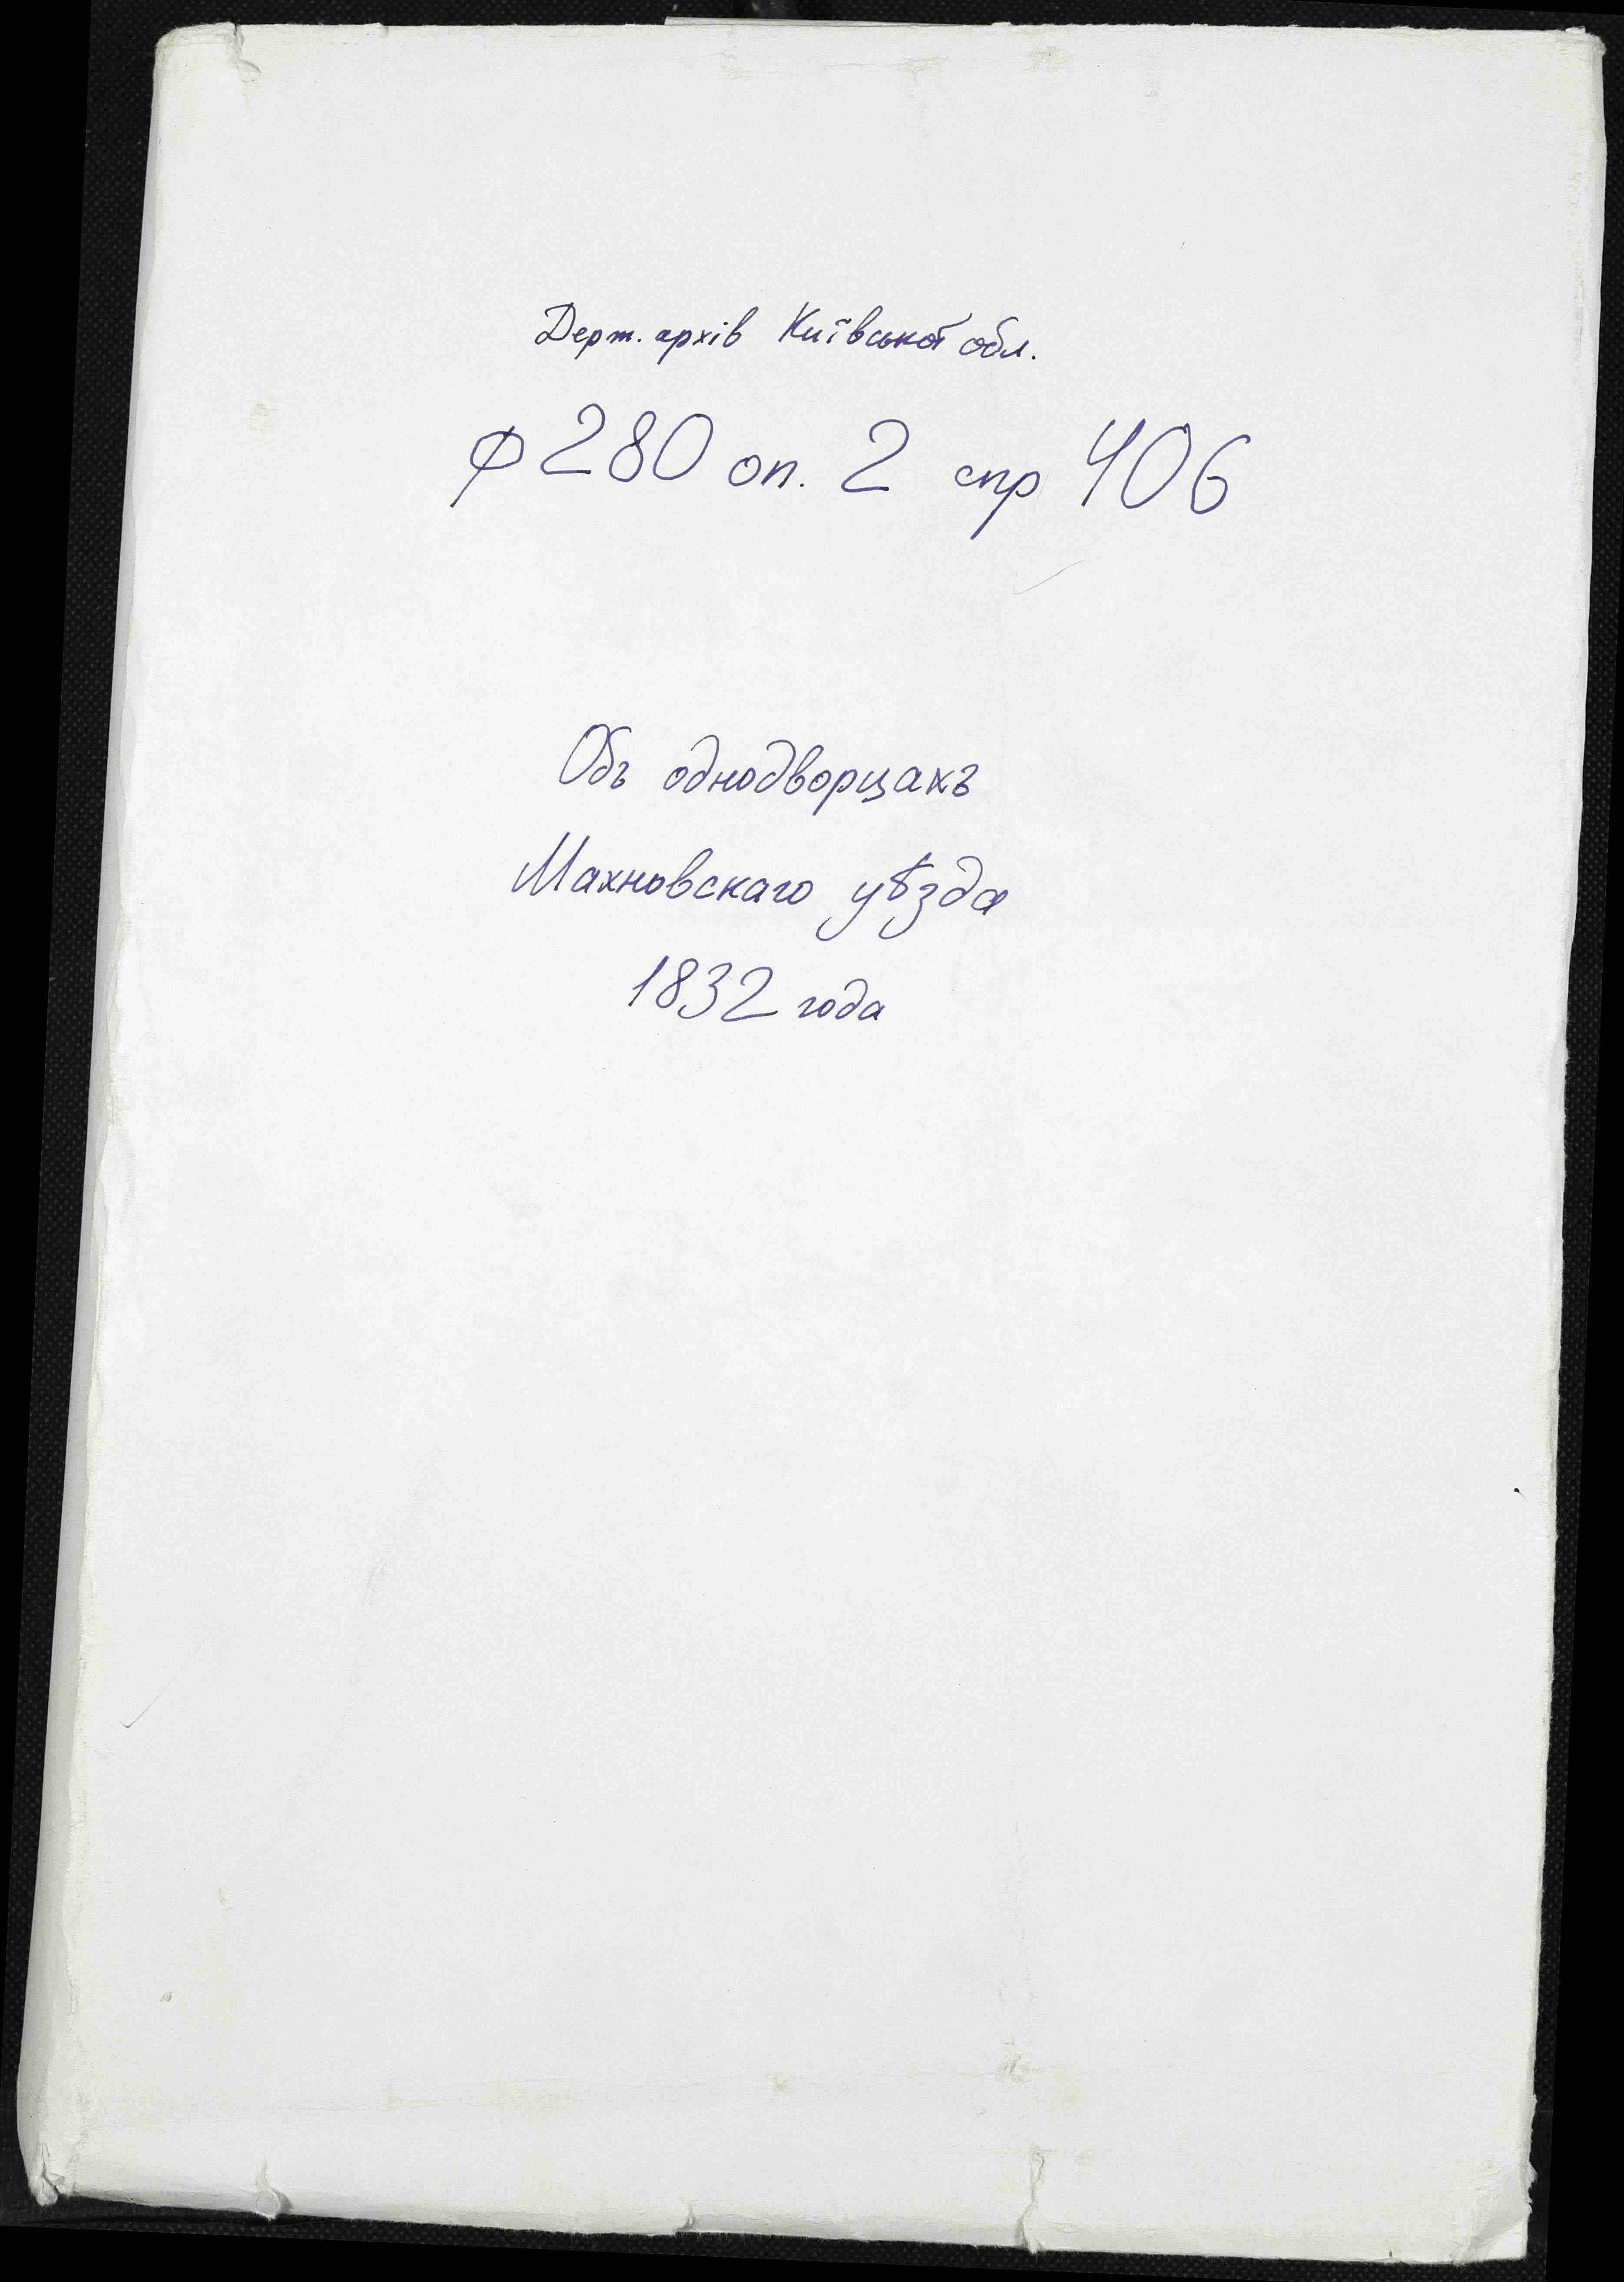 Держ. архів Київської обл.
ф 280 оп. 2 спр 406
Объ однодворцахъ
Махновскаго уѣзда
1832 года